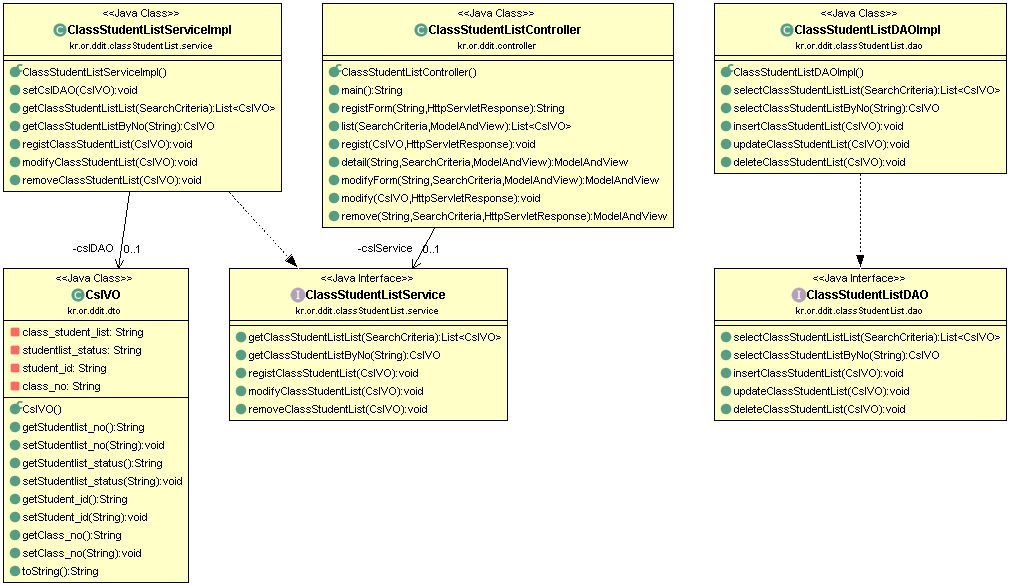 <<Java Class>>
ClassStudentListServiceImpl
kr.or.ddit.classStudentList.service
ClassStudentListServiceImpl()
setCslDAO(CslVO):void
getClassStudentListList(SearchCriteria):List<CslVO>
getClassStudentListByNo(String):CslVO
registClassStudentList(CslVO):void
modifyClassStudentList(CslVO):void
removeClassStudentList(CslVO):void
<<Java Class>>
ClassStudentListController
kr.or.ddit.controller
ClassStudentListController()
main():String
registForm(String,HttpServletResponse):String
list(SearchCriteria,ModelAndView):List<CslVO>
regist(CslVO,HttpServletResponse):void
detail(String,SearchCriteria,ModelAndView):ModelAndView
modifyForm(String,SearchCriteria,ModelAndView):ModelAndView
modify(CslVO,HttpServletResponse):void
remove(String,SearchCriteria,HttpServletResponse):ModelAndView
<<Java Class>>
ClassStudentListDAOImpl
kr.or.ddit.classStudentList.dao
ClassStudentListDAOImpl()
selectClassStudentListList(SearchCriteria):List<CslVO>
selectClassStudentListByNo(String):CslVO
insertClassStudentList(CslVO):void
updateClassStudentList(CslVO):void
deleteClassStudentList(CslVO):void
-cslDAO 0..1
-cslService 0..1
<<Java Class>>
CslVO
kr.or.ddit.dto
class_student_list: String
studentlist_status: String
student_id: String
class_no: String
CslVO()
getStudentlist_no():String
setStudentlist_no(String):void
getStudentlist_status():String
setStudentlist_status(String):void
getStudent_id():String
setStudent_id(String):void
getClass_no():String
setClass_no(String):void
toString():String
<<Java Interface>>
ClassStudentListService
kr.or.ddit.classStudentList.service
getClassStudentListList(SearchCriteria):List<CslVO>
getClassStudentListByNo(String):CslVO
registClassStudentList(CslVO):void
modifyClassStudentList(CslVO):void
removeClassStudentList(CslVO):void
<<Java Interface>>
ClassStudentListDAO
kr.or.ddit.classStudentList.dao
selectClassStudentListList(SearchCriteria):List<CslVO>
selectClassStudentListByNo(String):CslVO
insertClassStudentList(CslVO):void
updateClassStudentList(CslVO):void
deleteClassStudentList(CslVO):void